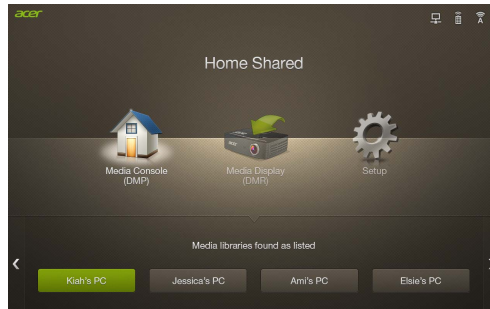 acer
A
Home Shared
acer
Media Console
(DMP)
Media Display
(DMR)
Setup
Media libraries found as listed
Kiah's PC
Jessica's PC
Ami's PC
Elsie's PC